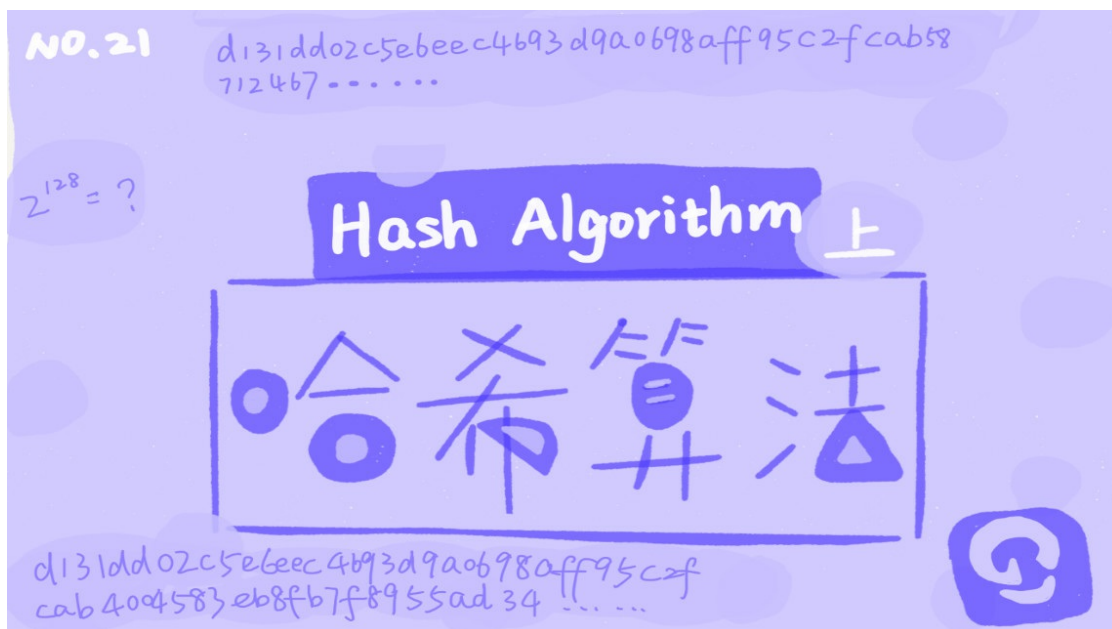 NO.21
d131dd02c5e6eec4693d9a0698aff95c2fcab58
712467......
2^128 = ?
Hash Algorithm 上
哈希算法
d131dd02c5e6eec4693d9a0698aff95c2f
cab4004583eb8fb7f8955ad34 ......